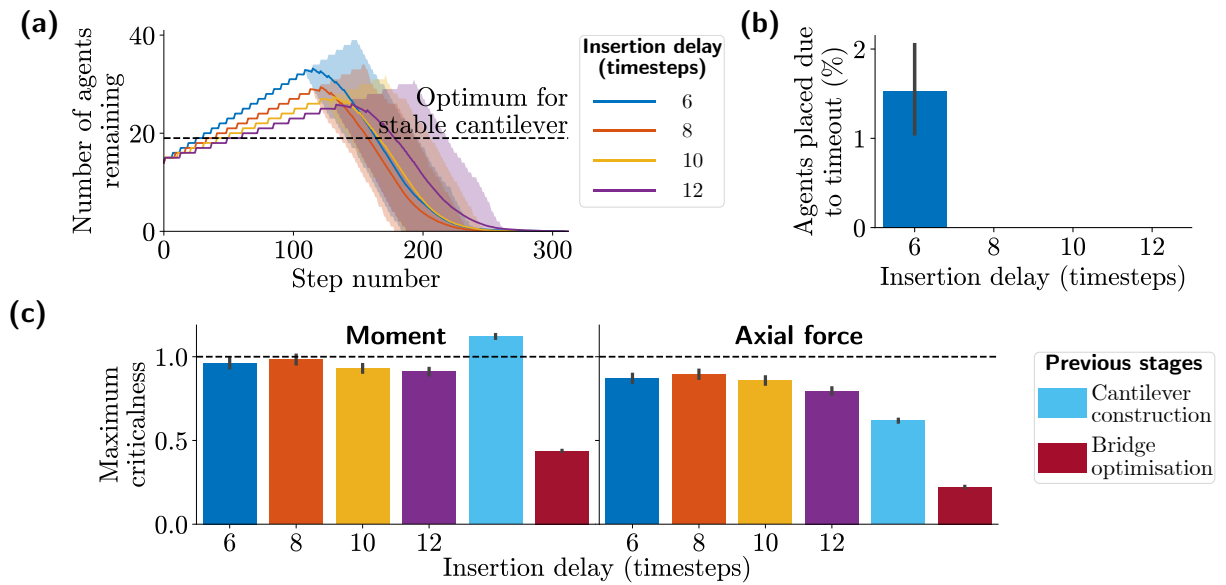 (a)
Number of agents
remaining
40
20
0
0
100
200
300
Step number
Optimum for
stable cantilever
Insertion delay
(timesteps)
6
8
10
12
(b)
Agents placed due
to timeout (%)
2
1
0
6
8
10
12
Insertion delay (timesteps)
(c)
Maximum
criticalness
1.0
0.5
0.0
Moment
Axial force
6
8
10
12
6
8
10
12
Insertion delay (timesteps)
Previous stages
Cantilever
construction
Bridge
optimisation